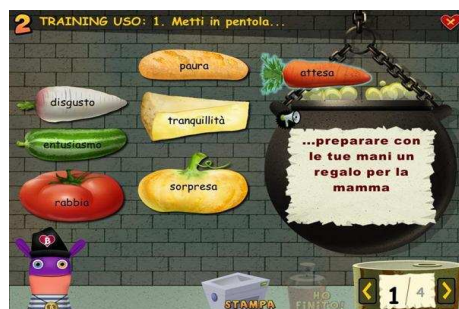 2 TRAINING USO: 1. Metti in pentola...
paura
attesa
disgusto
tranquillità
entusiasmo
sorpresa
rabbia
...preparare con
le tue mani un
regalo per la
mamma
B
STAMPA
HO
FINITO!
1/4